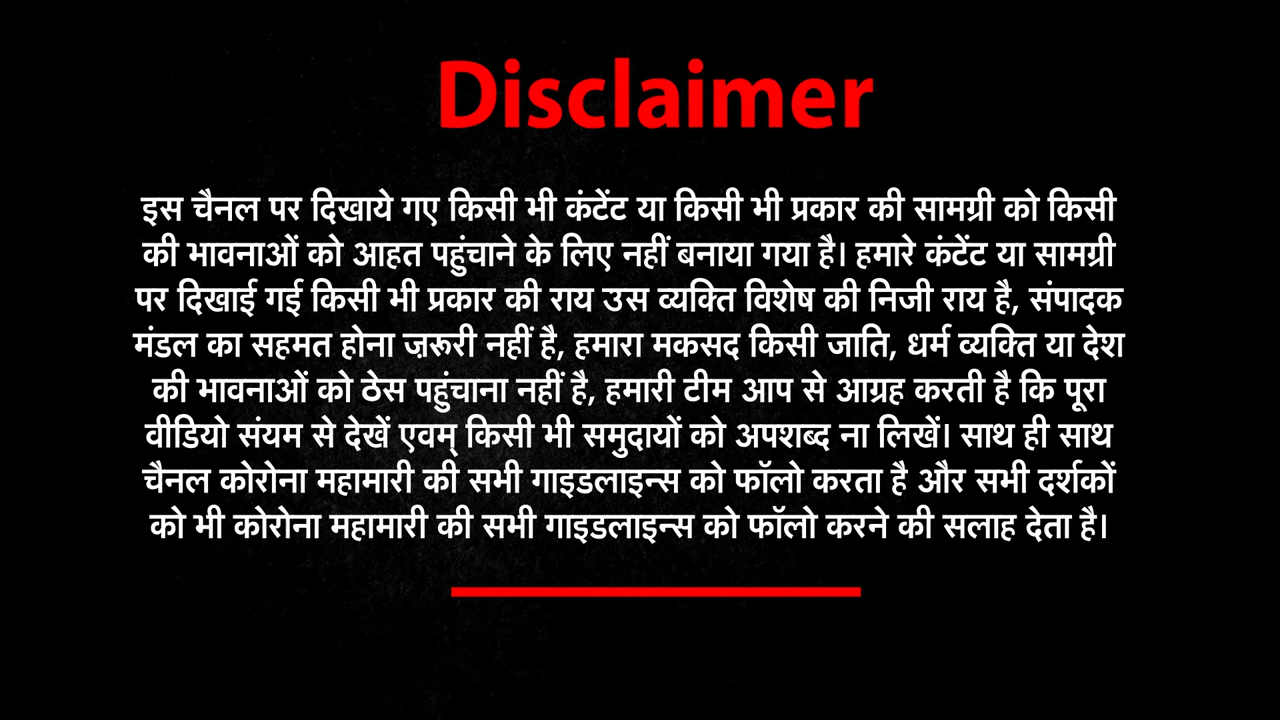 Disclaimer
इस चैनल पर दिखाये गए किसी भी कंटेंट या किसी भी प्रकार की सामग्री को किसी
की भावनाओं को आहत पहुंचाने के लिए नहीं बनाया गया है। हमारे कंटेंट या सामग्री
पर दिखाई गई किसी भी प्रकार की राय उस व्यक्ति विशेष की निजी राय है, संपादक
मंडल का सहमत होना ज़रूरी नहीं है, हमारा मकसद किसी जाति, धर्म व्यक्ति या देश
की भावनाओं को ठेस पहुंचाना नहीं है, हमारी टीम आप से आग्रह करती है कि पूरा
वीडियो संयम से देखें एवम् किसी भी समुदायों को अपशब्द ना लिखें। साथ ही साथ
चैनल कोरोना महामारी की सभी गाइडलाइन्स को फॉलो करता है और सभी दर्शकों
को भी कोरोना महामारी की सभी गाइडलाइन्स को फॉलो करने की सलाह देता है।